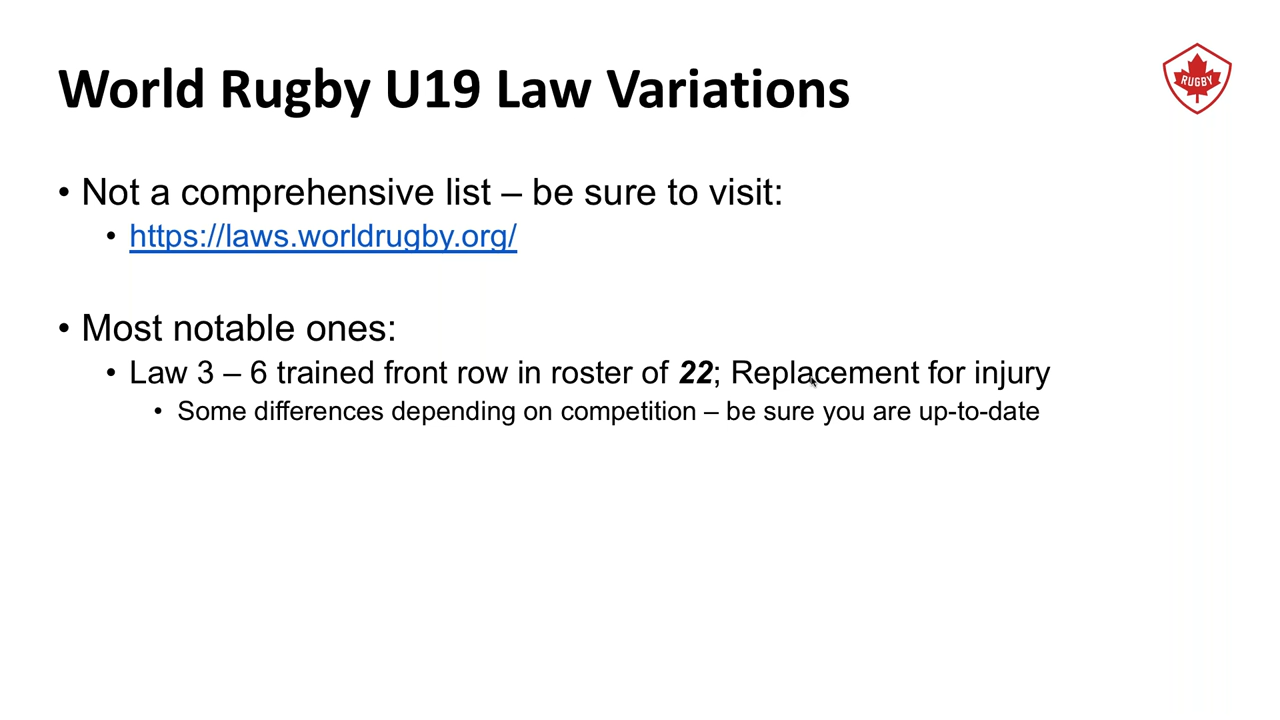 World Rugby U19 Law Variations
RUGBY
• Not a comprehensive list – be sure to visit:
• https://laws.worldrugby.org/
• Most notable ones:
• Law 3 – 6 trained front row in roster of 22; Replacement for injury
• Some differences depending on competition – be sure you are up-to-date